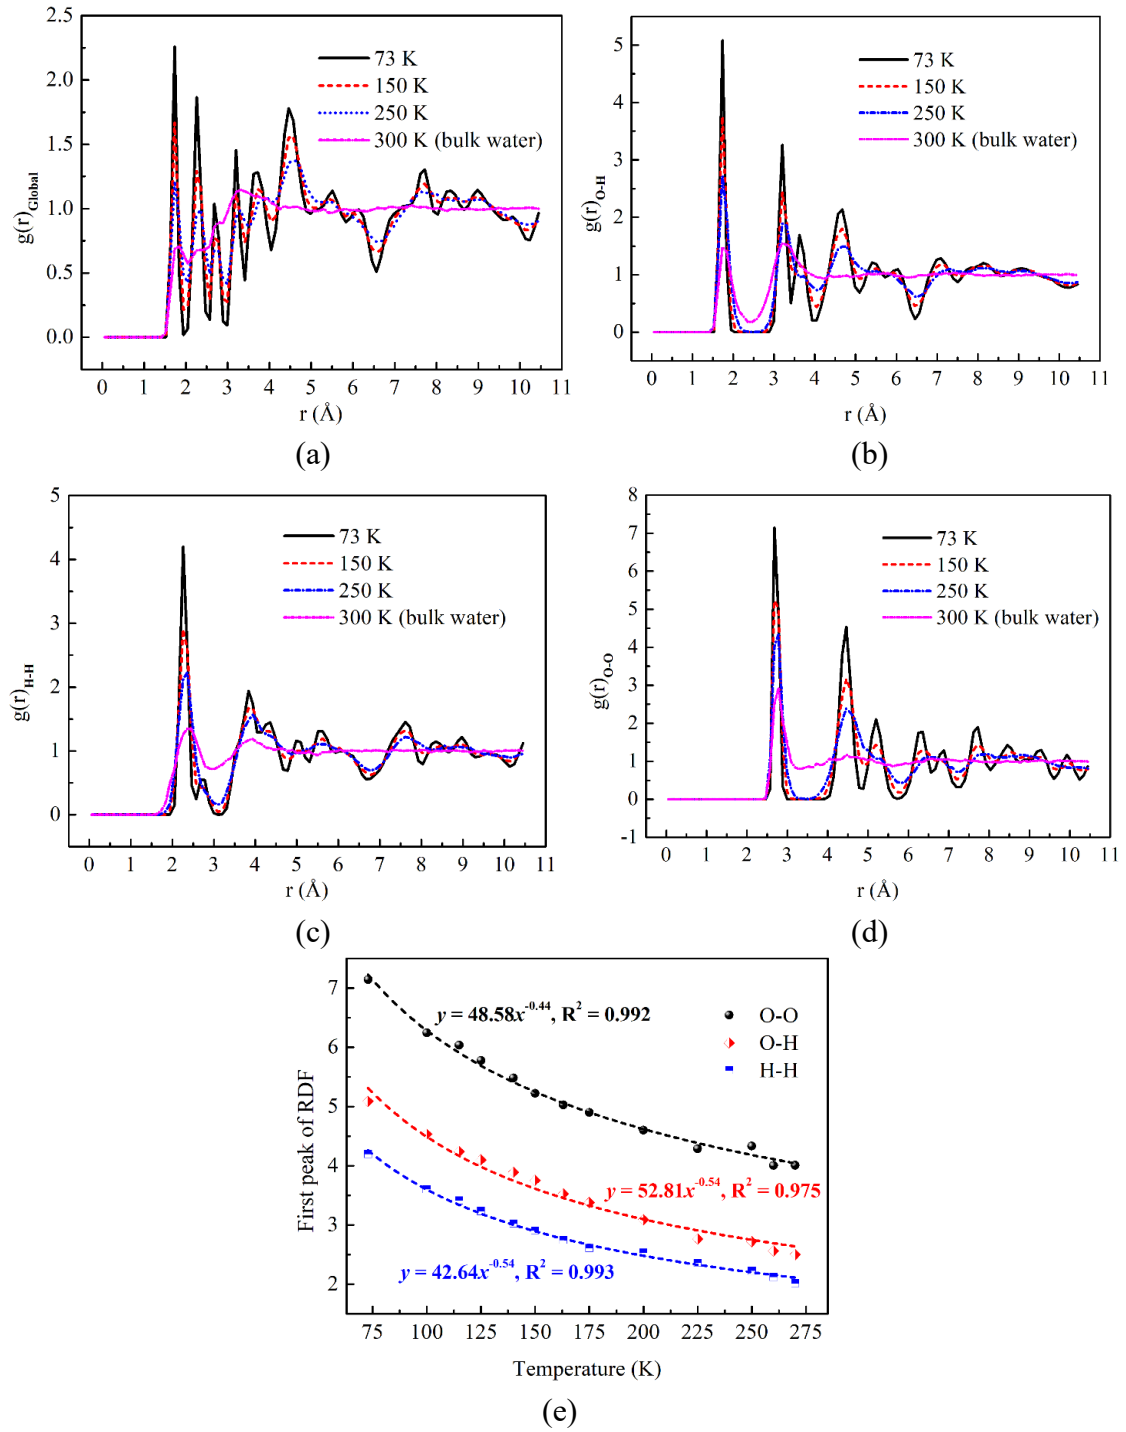 2.5
2.0
1.5
1.0
0.5
0.0
g(r)Global
73 K
150 K
250 K
300 K (bulk water)
0 1 2 3 4 5 6 7 8 9 10 11
r (Å)
(a)
5
4
3
2
1
0
g(r)O-H
73 K
150 K
250 K
300 K (bulk water)
0 1 2 3 4 5 6 7 8 9 10 11
r (Å)
(b)
5
4
3
2
1
0
g(r)H-H
73 K
150 K
250 K
300 K (bulk water)
0 1 2 3 4 5 6 7 8 9 10 11
r (Å)
(c)
8
7
6
5
4
3
2
1
0
-1
g(r)O-O
73 K
150 K
250 K
300 K (bulk water)
0 1 2 3 4 5 6 7 8 9 10 11
r (Å)
(d)
7
6
5
4
3
2
First peak of RDF
y = 48.58x^-0.44, R² = 0.992
O-O
O-H
H-H
y = 52.81x^-0.54, R² = 0.975
y = 42.64x^-0.54, R² = 0.993
75 100 125 150 175 200 225 250 275
Temperature (K)
(e)